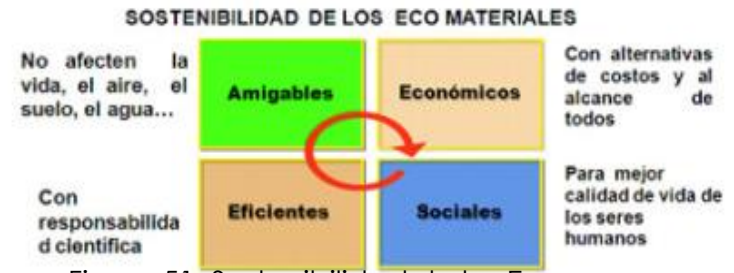 SOSTENIBILIDAD DE LOS ECO MATERIALES
No afecten la
vida, el aire, el
suelo, el agua...
Amigables
Económicos
Con alternativas
de costos y al
alcance de
todos
Con
responsabilida
d cientifica
Eficientes
Sociales
Para mejor
calidad de vida de
los seres
humanos